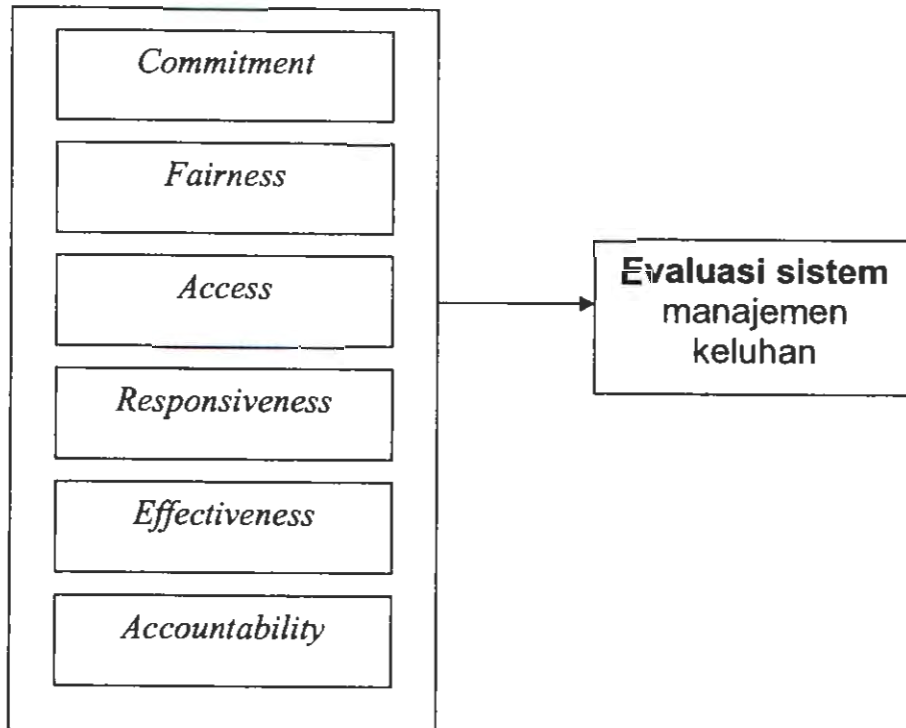 Commitment
Fairness
Access
Responsiveness
Effectiveness
Accountability
Evaluasi sistem
manajemen
keluhan